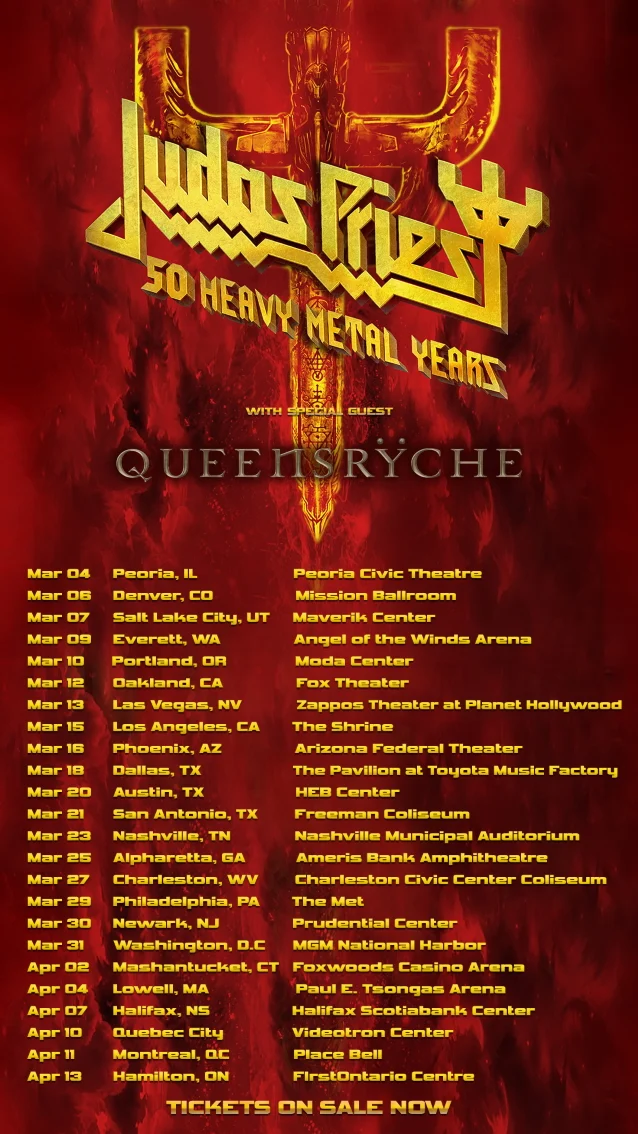 Judas Priest
50 HEAVY METAL YEARS
WITH SPECIAL GUEST
QUEENSRŸCHE
Mar 04 Peoria, IL Peoria Civic Theatre
Mar 06 Denver, CO Mission Ballroom
Mar 07 Salt Lake City, UT Maverik Center
Mar 09 Everett, WA Angel of the Winds Arena
Mar 10 Portland, OR Moda Center
Mar 12 Oakland, CA Fox Theater
Mar 13 Las Vegas, NV Zappos Theater at Planet Hollywood
Mar 15 Los Angeles, CA The Shrine
Mar 16 Phoenix, AZ Arizona Federal Theater
Mar 18 Dallas, TX The Pavilion at Toyota Music Factory
Mar 20 Austin, TX HEB Center
Mar 21 San Antonio, TX Freeman Coliseum
Mar 23 Nashville, TN Nashville Municipal Auditorium
Mar 25 Alpharetta, GA Ameris Bank Amphitheatre
Mar 27 Charleston, WV Charleston Civic Center Coliseum
Mar 29 Philadelphia, PA The Met
Mar 30 Newark, NJ Prudential Center
Mar 31 Washington, D.C MGM National Harbor
Apr 02 Mashantucket, CT Foxwoods Casino Arena
Apr 04 Lowell, MA Paul E. Tsongas Arena
Apr 07 Halifax, NS Halifax Scotiabank Center
Apr 10 Quebec City Videotron Center
Apr 11 Montreal, QC Place Bell
Apr 13 Hamilton, ON FIrstOntario Centre
TICKETS ON SALE NOW